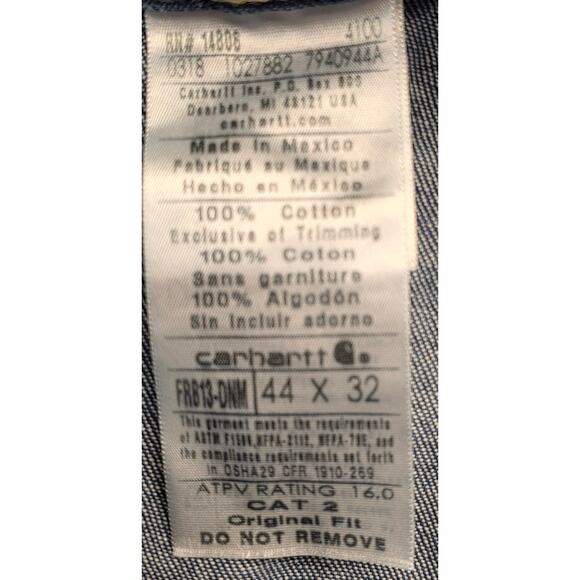 RN# 14806 4100
0318 1027882 7940944A
Carhartt Inc. P.O. Box 600
Dearborn, MI 48121 USA
carhartt.com
Made in Mexico
Fabriqué au Mexique
Hecho en México
100% Cotton
Exclusive of Trimming
100% Coton
Sans garniture
100% Algodón
Sin incluir adorno
carhartt
FRB13-DNM 44 X 32
This garment meets the requirements
of ASTM F1506, NFPA-2112, NFPA-70E, and
the compliance requirements set forth
in OSHA29 CFR 1910-269
ATPV RATING 16.0
CAT 2
Original Fit
DO NOT REMOVE